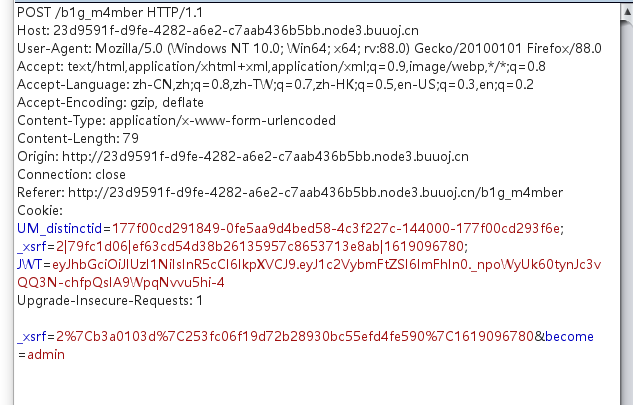 POST /b1g_m4mber HTTP/1.1
Host: 23d9591f-d9fe-4282-a6e2-c7aab436b5bb.node3.buuoj.cn
User-Agent: Mozilla/5.0 (Windows NT 10.0; Win64; x64; rv:88.0) Gecko/20100101 Firefox/88.0
Accept: text/html,application/xhtml+xml,application/xml;q=0.9,image/webp,*/*;q=0.8
Accept-Language: zh-CN,zh;q=0.8,zh-TW;q=0.7,zh-HK;q=0.5,en-US;q=0.3,en;q=0.2
Accept-Encoding: gzip, deflate
Content-Type: application/x-www-form-urlencoded
Content-Length: 79
Origin: http://23d9591f-d9fe-4282-a6e2-c7aab436b5bb.node3.buuoj.cn
Connection: close
Referer: http://23d9591f-d9fe-4282-a6e2-c7aab436b5bb.node3.buuoj.cn/b1g_m4mber
Cookie:
UM_distinctid=177f00cd291849-0fe5aa9d4bed58-4c3f227c-144000-177f00cd293f6e;
_xsrf=2|79fc1d06|ef63cd54d38b26135957c8653713e8ab|1619096780;
JWT=eyJhbGciOiJIUzI1NiIsInR5cCI6IkpXVCJ9.eyJ1c2VybmFtZSI6ImFhIn0._npoWyUk60tynJc3v
QQ3N-chfpQsIA9WpqNvvu5hi-4
Upgrade-Insecure-Requests: 1
_xsrf=2%7Cb3a0103d%7C253fc06f19d72b28930bc55efd4fe590%7C1619096780&become
=admin